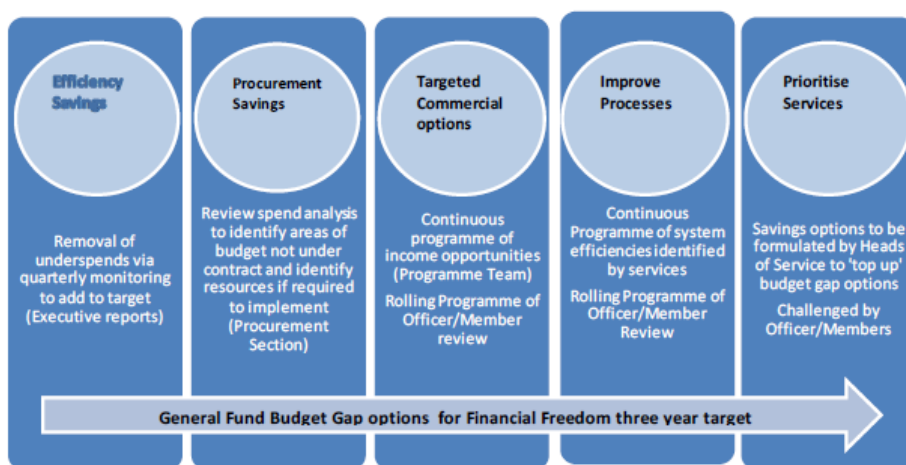 Efficiency
Savings
Removal of
underspends via
quarterly monitoring
to add to target
(Executive reports)
Procurement
Savings
Review spend analysis
to identify areas of
budget not under
contract and identify
resources if required
to implement
(Procurement
Section)
Targeted
Commercial
options
Continuous
programme of
income opportunities
(Programme Team)
Rolling Programme of
Officer/Member
review
Improve
Processes
Continuous
Programme of system
efficiencies identified
by services
Rolling Programme of
Officer/Member
Review
Prioritise
Services
Savings options to be
formulated by Heads
of Service to 'top up'
budget gap options
Challenged by
Officer/Members
General Fund Budget Gap options for Financial Freedom three year target